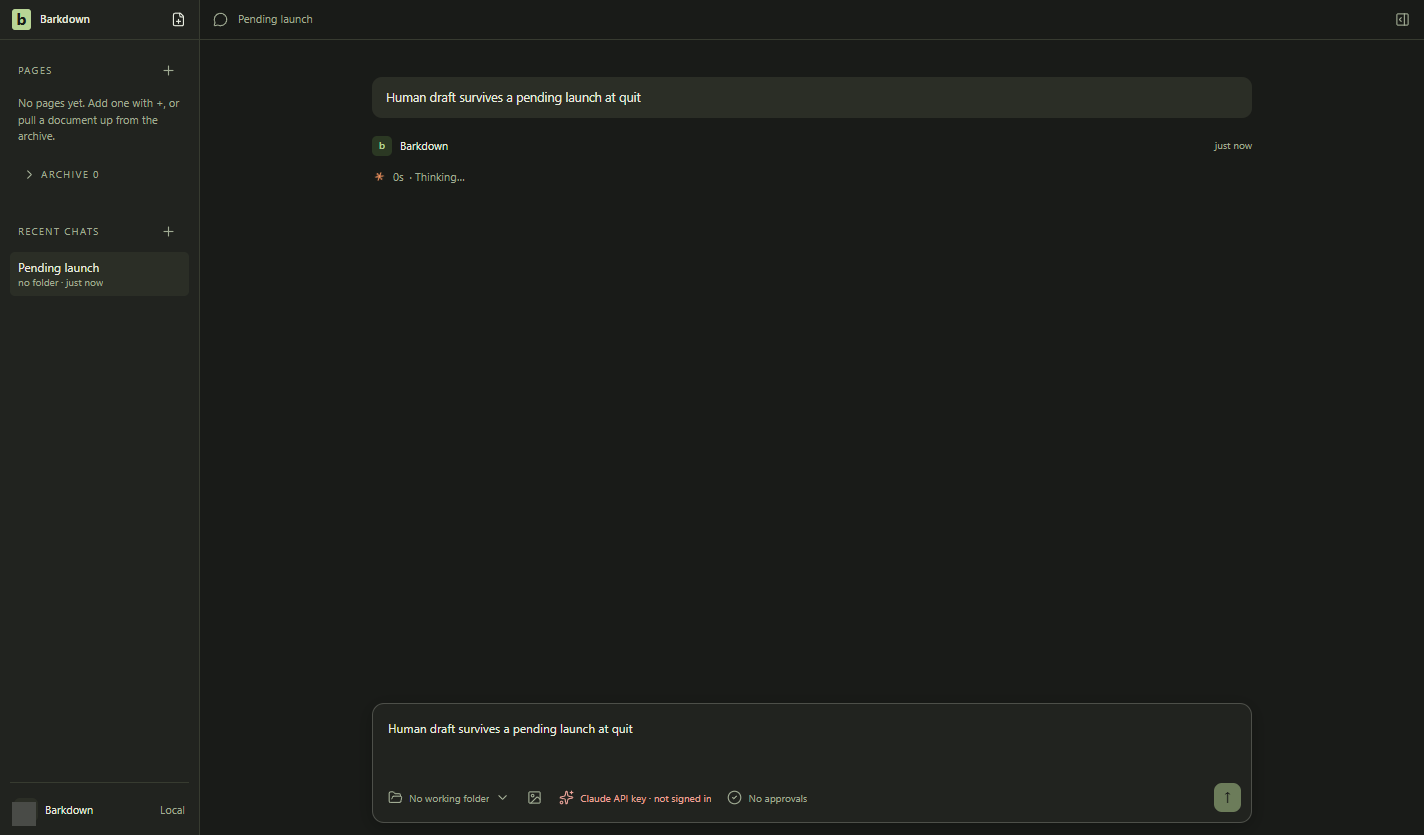 b Barkdown
Pending launch
PAGES
No pages yet. Add one with +, or
pull a document up from the
archive.
ARCHIVE 0
RECENT CHATS
Pending launch
no folder · just now
Barkdown Local
Human draft survives a pending launch at quit
b Barkdown just now
0s · Thinking...
Human draft survives a pending launch at quit
No working folder Claude API key · not signed in No approvals